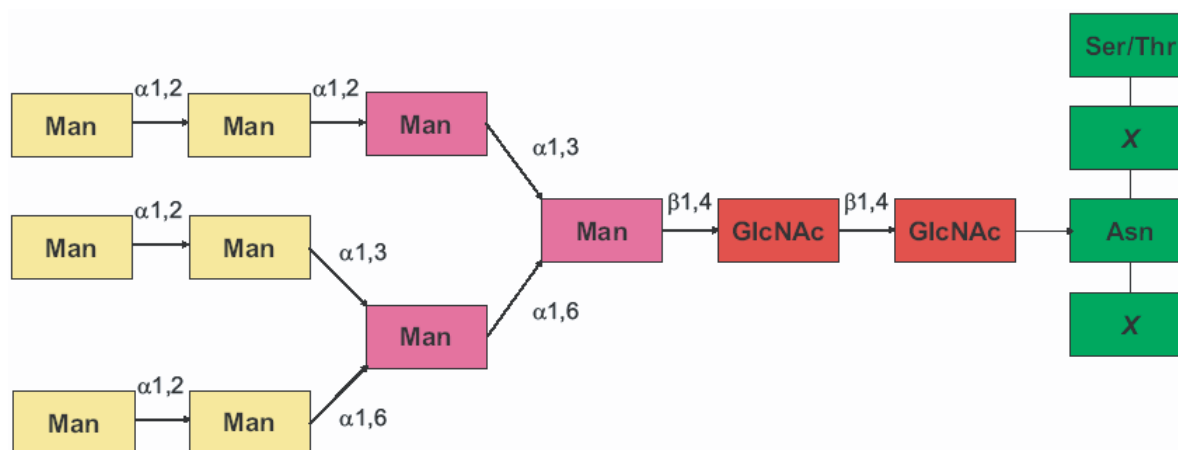 Ser/Thr
α1,2
α1,2
Man
Man
Man
X
α1,3
α1,2
β1,4
β1,4
Man
Man
Man
GlcNAc
GlcNAc
Asn
α1,3
α1,6
Man
X
α1,2
Man
Man
α1,6